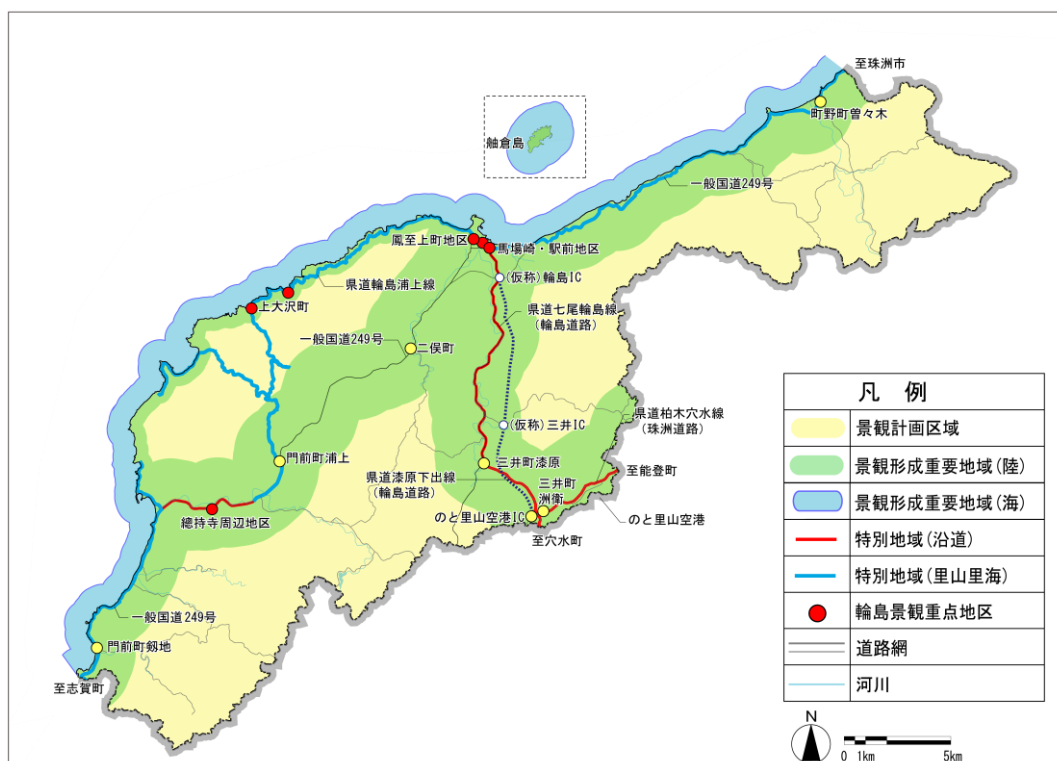 至珠洲市
町野町曽々木
舳倉島
一般国道249号
鳳至上町地区
馬場崎・駅前地区
(仮称)輪島IC
県道輪島浦上線
上大沢町
県道七尾輪島線
(輪島道路)
一般国道249号
二俣町
県道柏木穴水線
(珠洲道路)
(仮称)三井IC
門前町浦上
三井町漆原
至能登町
県道漆原下出線
(輪島道路)
三井町
洲衛
總持寺周辺地区
のと里山空港IC
のと里山空港
至穴水町
一般国道249号
門前町剱地
至志賀町
凡 例
景観計画区域
景観形成重要地域(陸)
景観形成重要地域(海)
特別地域(沿道)
特別地域(里山里海)
輪島景観重点地区
道路網
河川
N
0 1km 5km